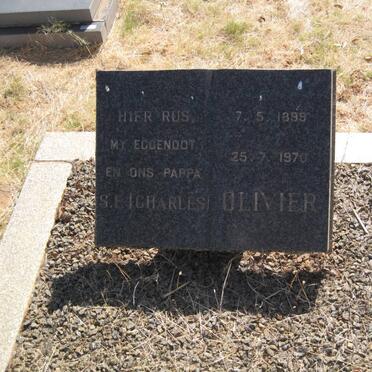 HIER RUS
MY EGGENOOT
EN ONS PAPPA
S.F. (CHARLES) OLIVIER
7. 5. 1899
25. 7. 1970